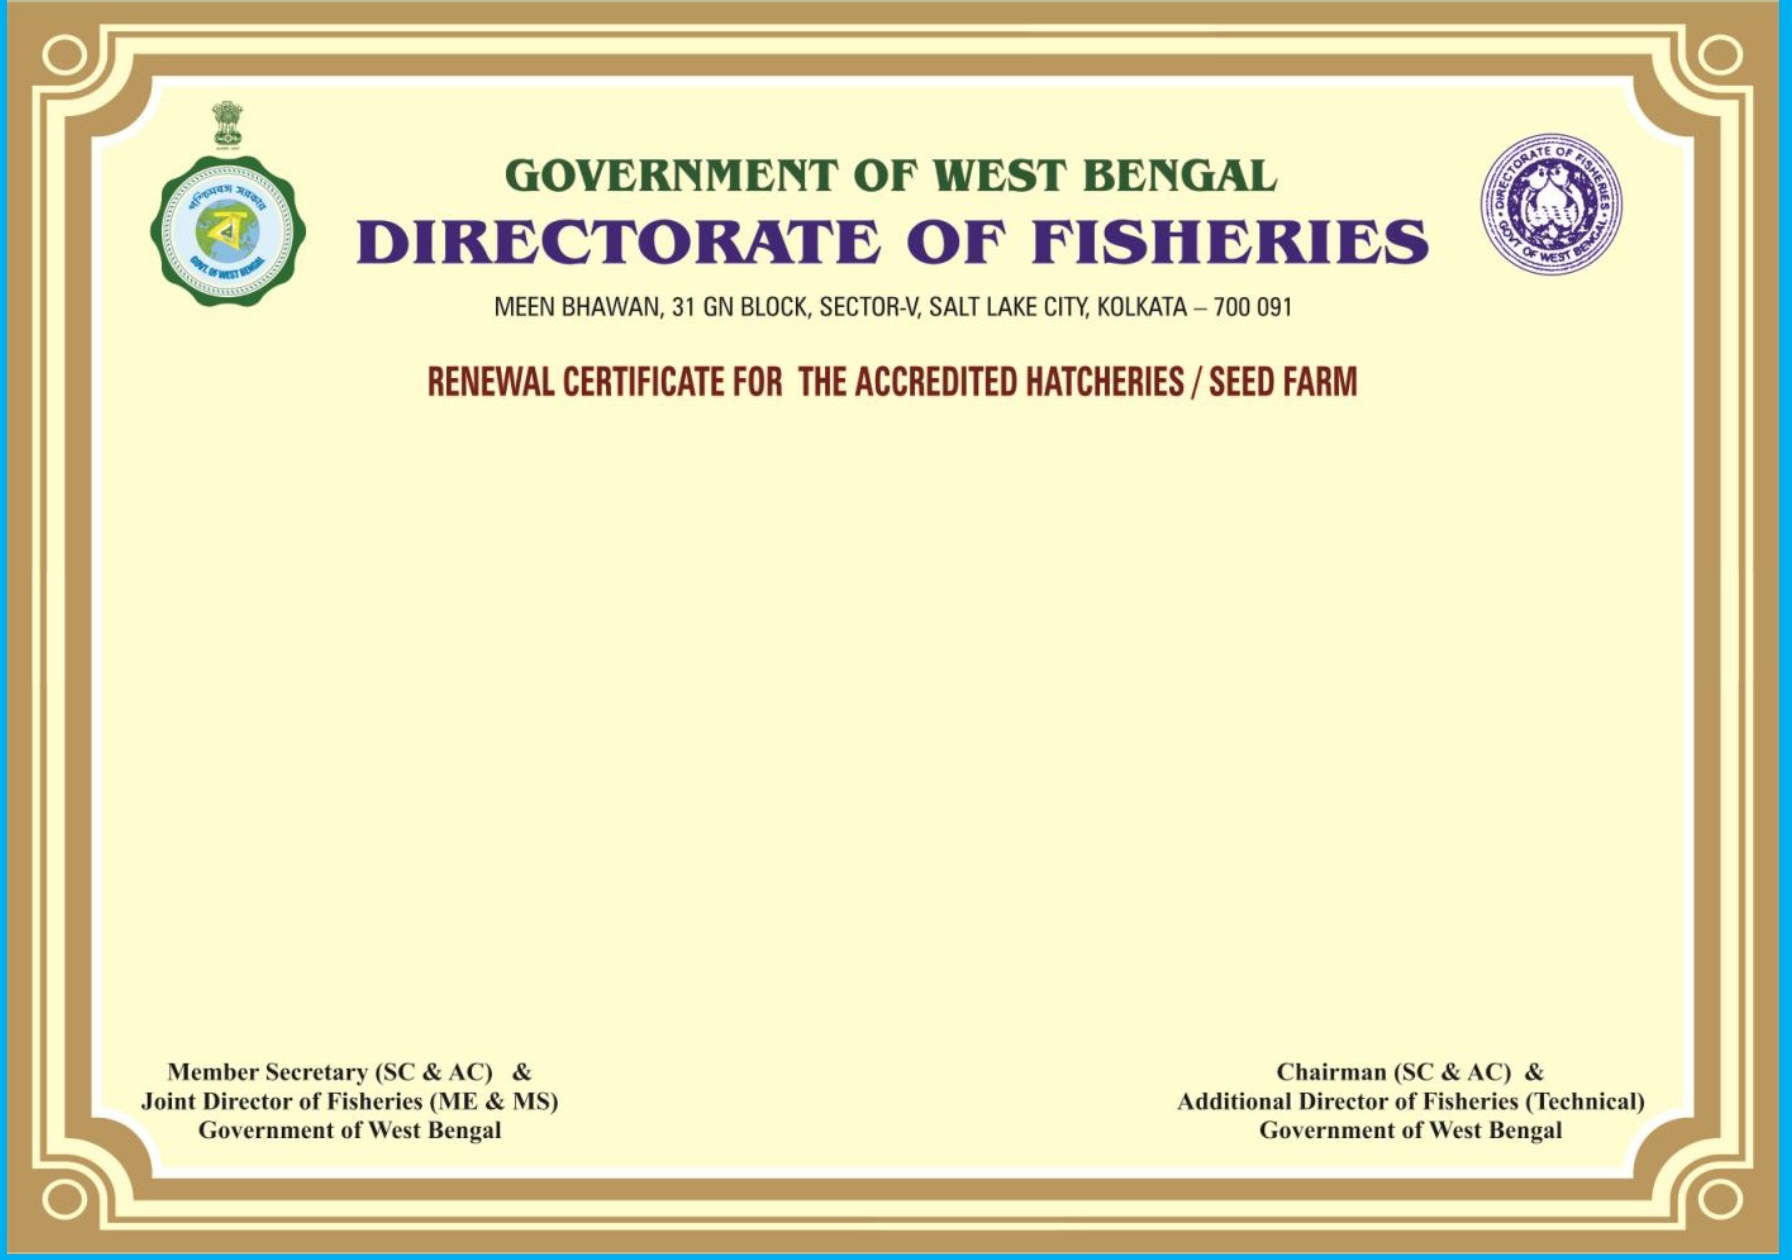 পশ্চিমবঙ্গ সরকার
GOVT. OF WEST BENGAL
GOVERNMENT OF WEST BENGAL
DIRECTORATE OF FISHERIES
MEEN BHAWAN, 31 GN BLOCK, SECTOR-V, SALT LAKE CITY, KOLKATA – 700 091
DIRECTORATE OF FISHERIES
GOVT OF WEST BENGAL
RENEWAL CERTIFICATE FOR THE ACCREDITED HATCHERIES / SEED FARM
Member Secretary (SC & AC) &
Joint Director of Fisheries (ME & MS)
Government of West Bengal
Chairman (SC & AC) &
Additional Director of Fisheries (Technical)
Government of West Bengal